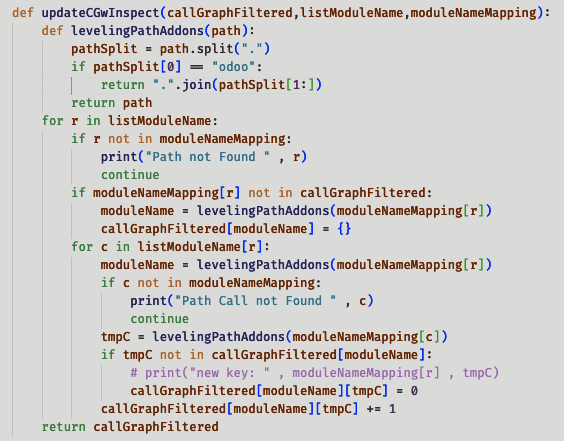 def updateCGwInspect(callGraphFiltered,listModuleName,moduleNameMapping):
    def levelingPathAddons(path):
        pathSplit = path.split(".")
        if pathSplit[0] == "odoo":
            return ".".join(pathSplit[1:])
        return path
    for r in listModuleName:
        if r not in moduleNameMapping:
            print("Path not Found " , r)
            continue
        if moduleNameMapping[r] not in callGraphFiltered:
            moduleName = levelingPathAddons(moduleNameMapping[r])
            callGraphFiltered[moduleName] = {}
        for c in listModuleName[r]:
            moduleName = levelingPathAddons(moduleNameMapping[r])
            if c not in moduleNameMapping:
                print("Path Call not Found " , c)
                continue
            tmpC = levelingPathAddons(moduleNameMapping[c])
            if tmpC not in callGraphFiltered[moduleName]:
                # print("new key: " , moduleNameMapping[r] , tmpC)
                callGraphFiltered[moduleName][tmpC] = 0
            callGraphFiltered[moduleName][tmpC] += 1
    return callGraphFiltered